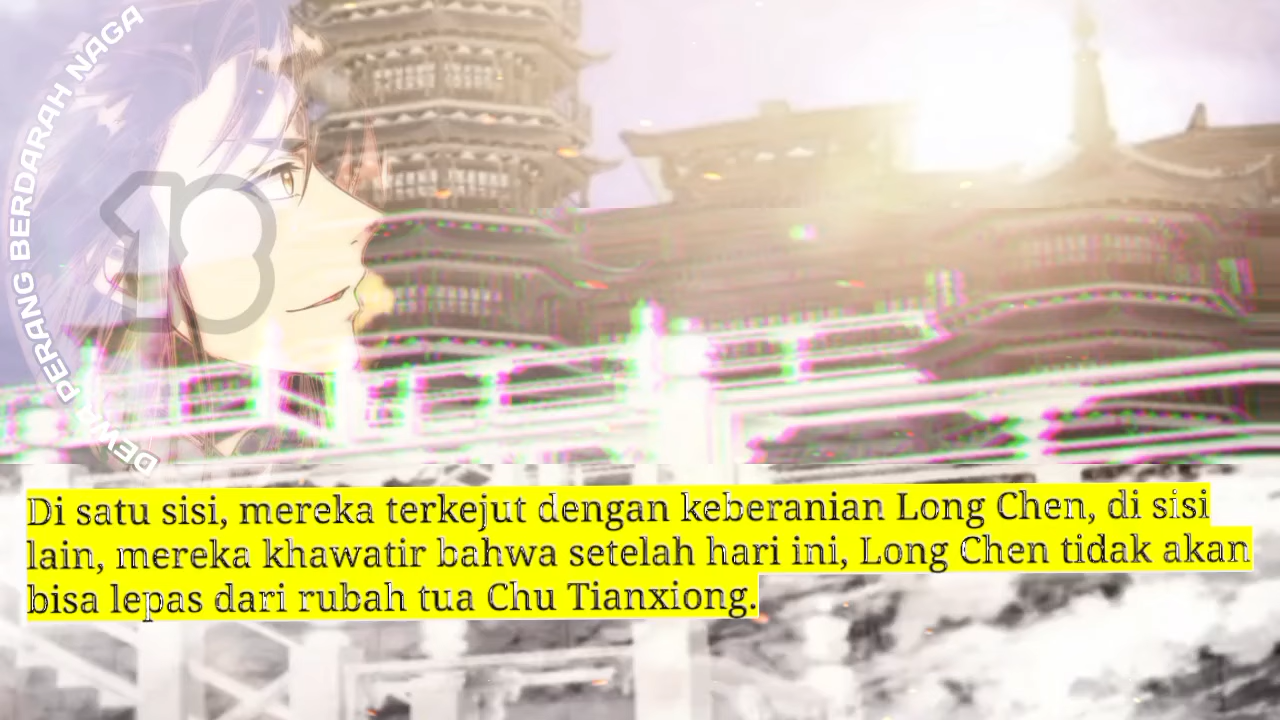 DEWA PERANG BERDARAH NAGA
Di satu sisi, mereka terkejut dengan keberanian Long Chen, di sisi
lain, mereka khawatir bahwa setelah hari ini, Long Chen tidak akan
bisa lepas dari rubah tua Chu Tianxiong.